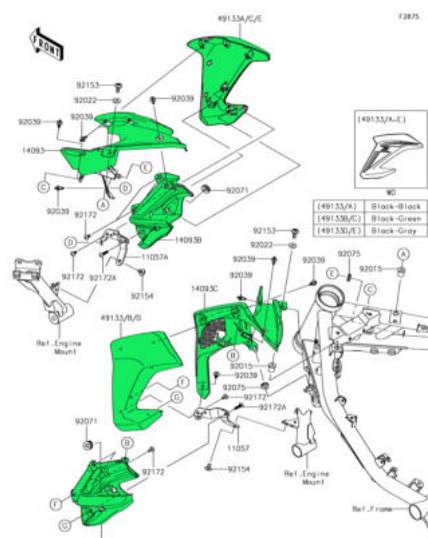 49133A/C/E
F2875
FRONT
92153
92022
92039
92039
92039
14093
E
C
D
A
92039
92071
92172
D
14093B
11057A
92172
92172A
92154
Ref.Engine
Mount
(49133/A~E)
WD
(49133/A) Black-Black
(49133B/C) Black-Green
(49133D/E) Black-Gray
92153
92022
92039
92039
92039
92075
E
A
92015
C
14093C
49133/B/D
B
92015
92039
92075
92172
92172A
F
G
92071
B
92172
11057
92154
F
G
Ref.Engine
Mount
Ref.Frame